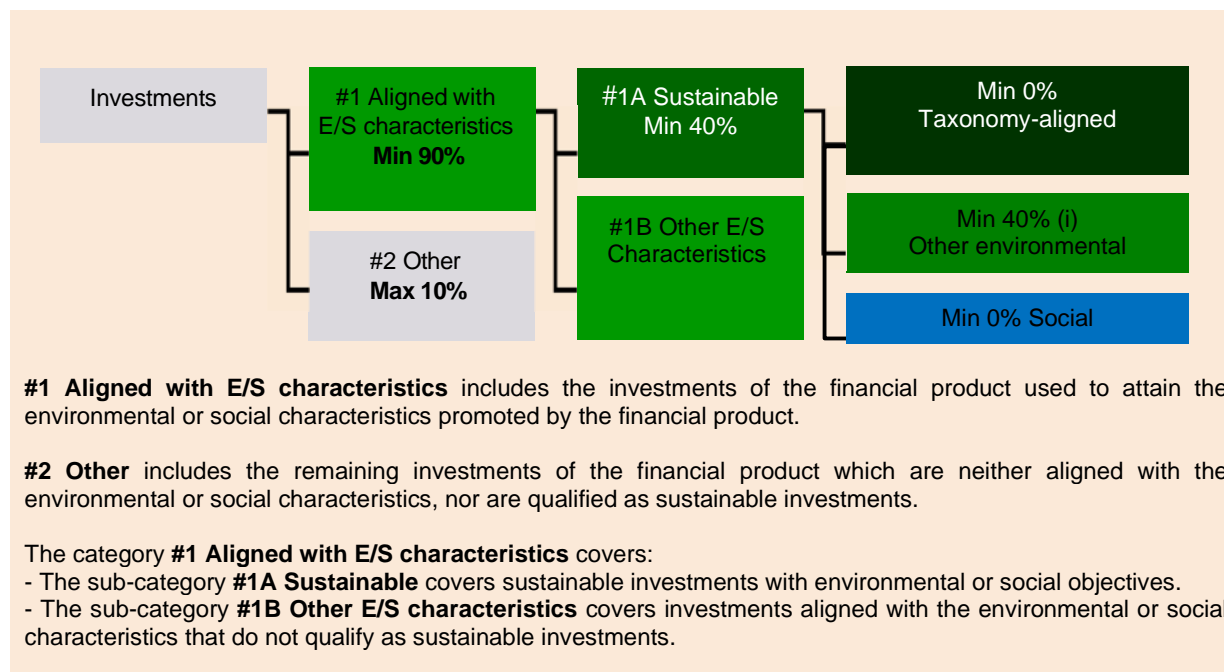 Investments
#1 Aligned with
E/S characteristics
Min 90%
#2 Other
Max 10%
#1A Sustainable
Min 40%
#1B Other E/S
Characteristics
Min 0%
Taxonomy-aligned
Min 40% (i)
Other environmental
Min 0% Social
#1 Aligned with E/S characteristics includes the investments of the financial product used to attain the
environmental or social characteristics promoted by the financial product.
#2 Other includes the remaining investments of the financial product which are neither aligned with the
environmental or social characteristics, nor are qualified as sustainable investments.
The category #1 Aligned with E/S characteristics covers:
- The sub-category #1A Sustainable covers sustainable investments with environmental or social objectives.
- The sub-category #1B Other E/S characteristics covers investments aligned with the environmental or social
characteristics that do not qualify as sustainable investments.